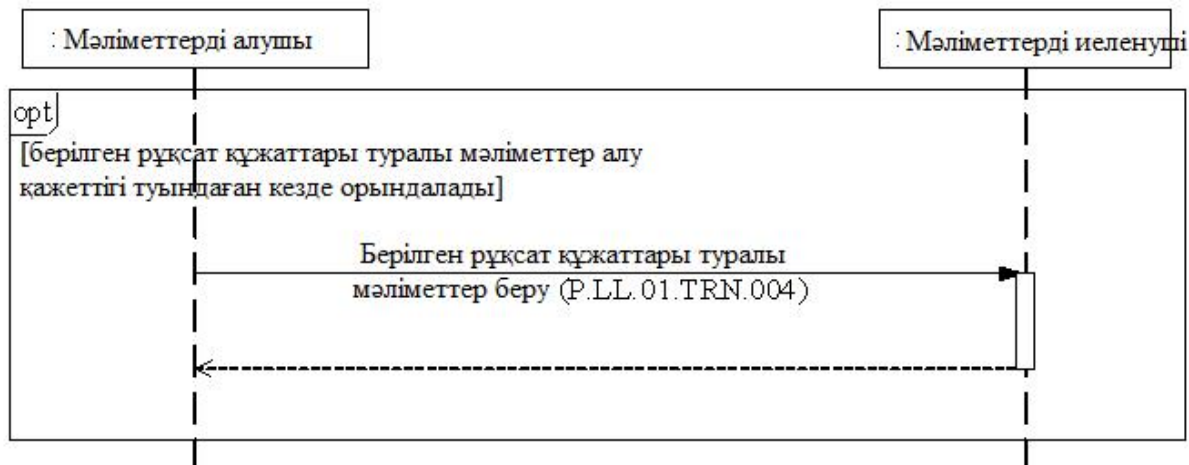 : Мәліметтерді алушы
: Мәліметтерді иеленуші
opt
[берілген рұқсат құжаттары туралы мәліметтер алу
қажеттігі туындаған кезде орындалады]
Берілген рұқсат құжаттары туралы
мәліметтер беру (P.LL.01.TRN.004)